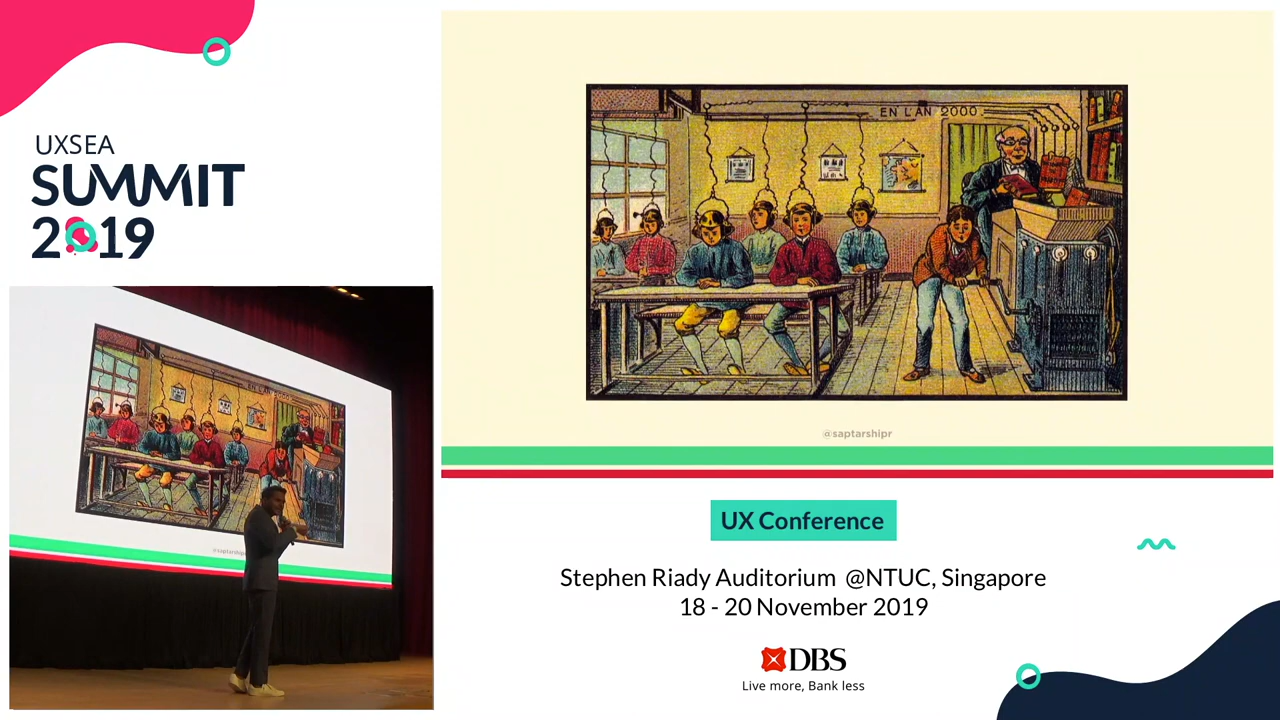 UXSEA
SUMMIT
2019
EN L'AN 2000
@saptarshipr
UX Conference
Stephen Riady Auditorium @NTUC, Singapore
18 - 20 November 2019
DBS
Live more, Bank less